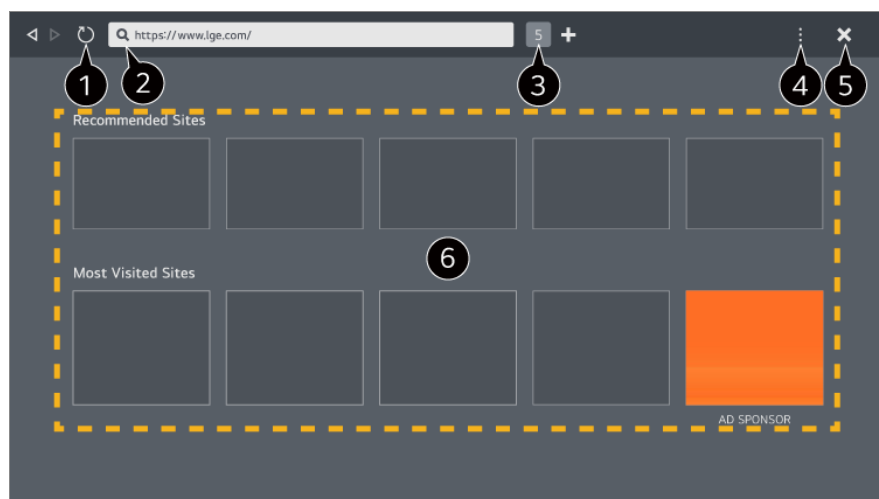 https://www.lge.com/ 5
1 2 3 4 5
Recommended Sites
6
Most Visited Sites
AD SPONSOR